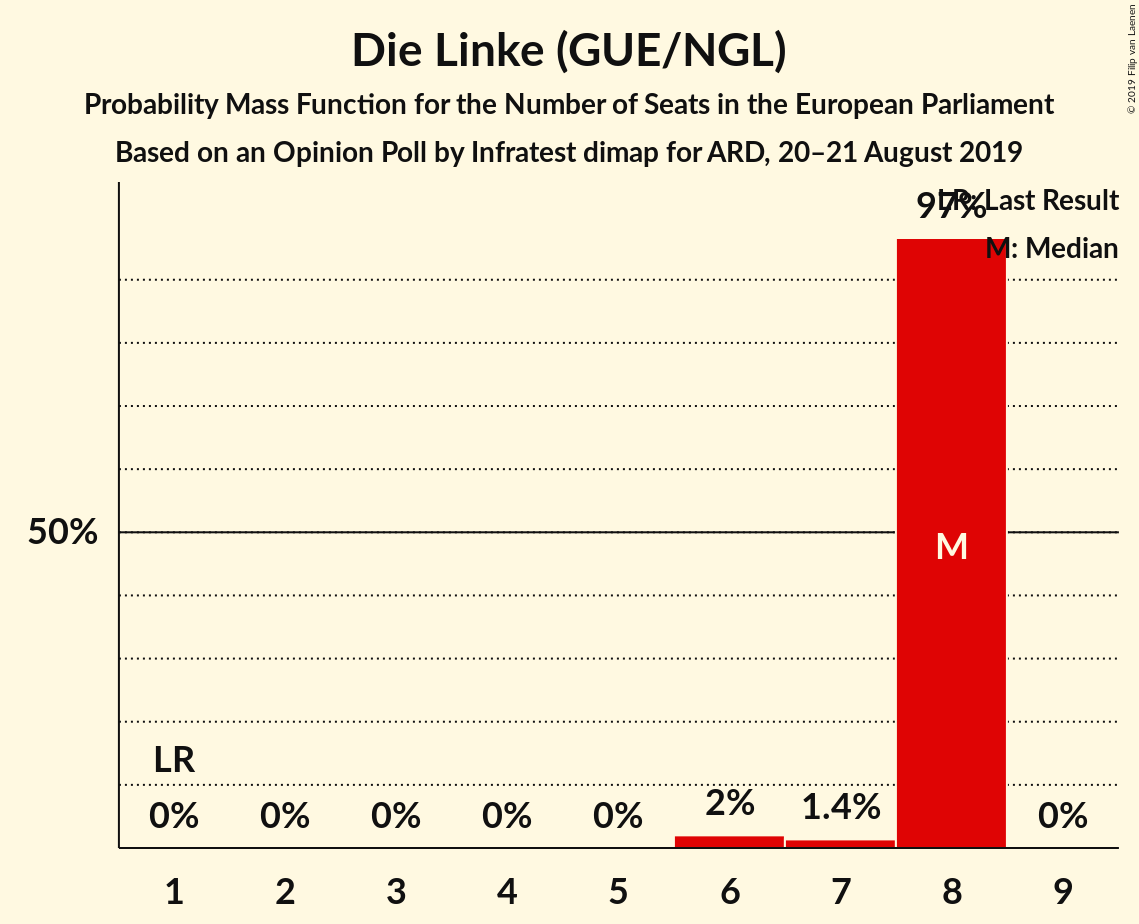 Die Linke (GUE/NGL)
Probability Mass Function for the Number of Seats in the European Parliament
Based on an Opinion Poll by Infratest dimap for ARD, 20–21 August 2019
© 2019 Filip van Laenen
LR: Last Result
97%
M: Median
50%
M
LR
0% 0% 0% 0% 0% 2% 1.4% 0%
1 2 3 4 5 6 7 8 9